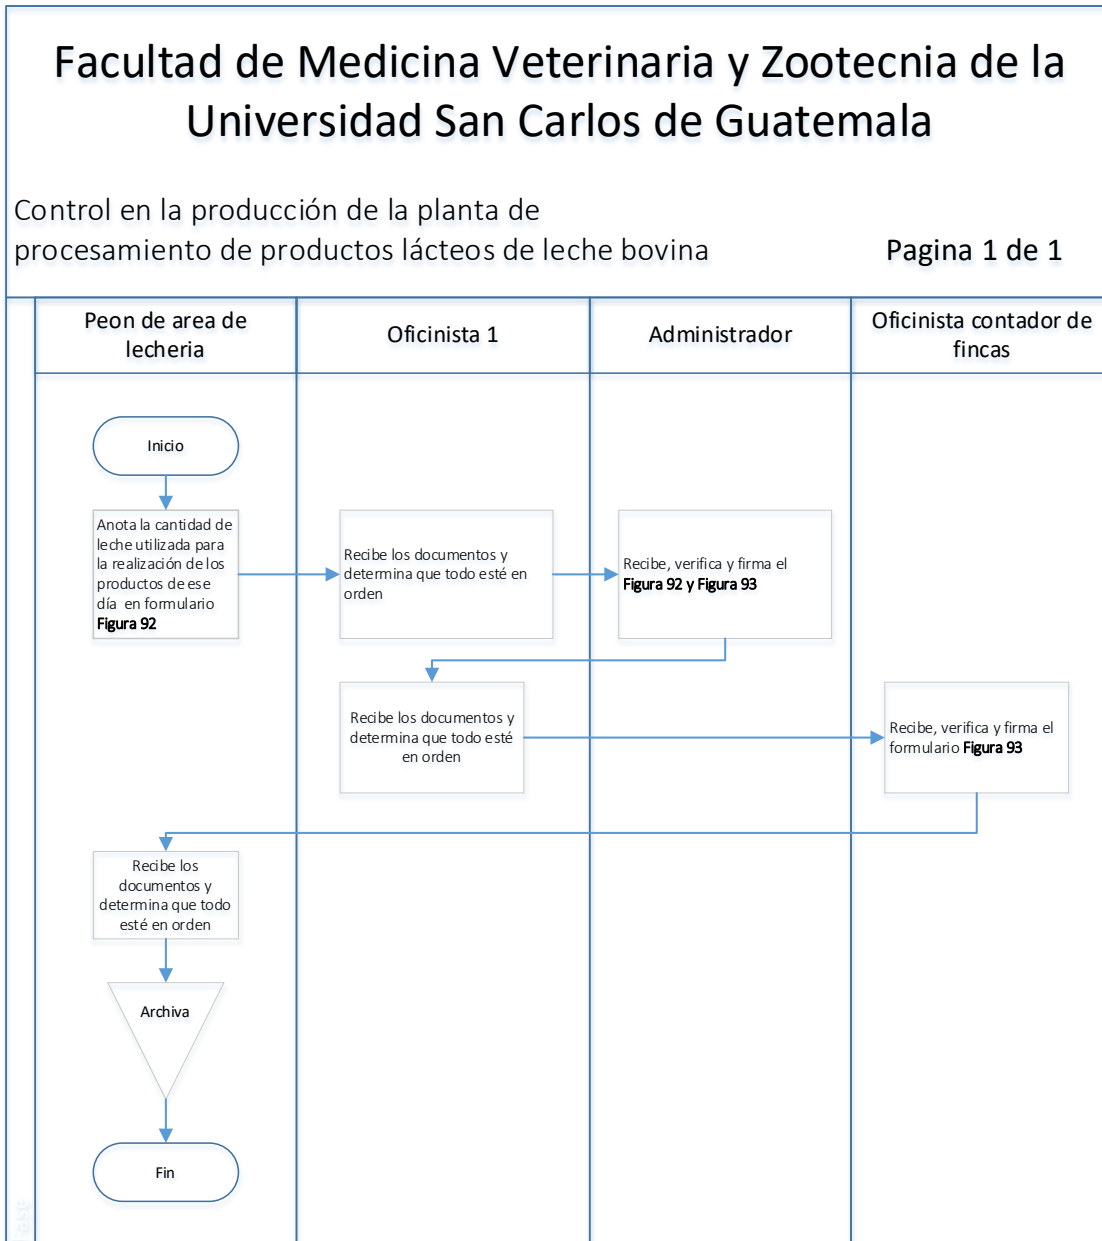 Facultad de Medicina Veterinaria y Zootecnia de la
Universidad San Carlos de Guatemala
Control en la producción de la planta de
procesamiento de productos lácteos de leche bovina
Pagina 1 de 1
Peon de area de
lecheria
Oficinista 1
Administrador
Oficinista contador de
fincas
Inicio
Anota la cantidad de
leche utilizada para
la realización de los
productos de ese
día en formulario
Figura 92
Recibe los documentos y
determina que todo esté en
orden
Recibe, verifica y firma el
Figura 92 y Figura 93
Recibe los documentos y
determina que todo esté
en orden
Recibe, verifica y firma el
formulario Figura 93
Recibe los
documentos y
determina que todo
esté en orden
Archiva
Fin
Fase